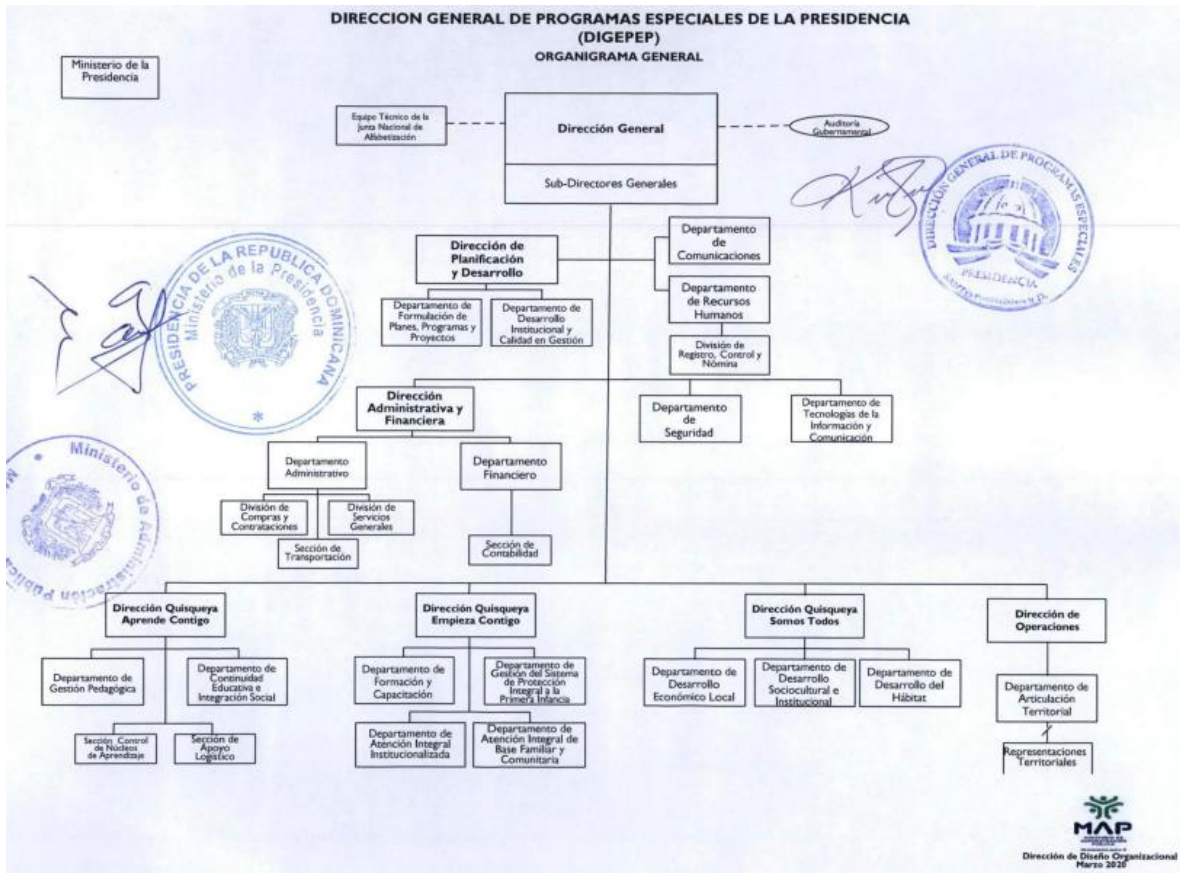 DIRECCION GENERAL DE PROGRAMAS ESPECIALES DE LA PRESIDENCIA
(DIGEPEP)
ORGANIGRAMA GENERAL
Ministerio de la
Presidencia
Equipo Técnico de la
Junta Nacional de
Alfabetización
Dirección General
Auditoría
Gubernamental
Sub-Directores Generales
DIRECCIÓN GENERAL DE PROGRAMAS ESPECIALES
PRESIDENCIA
Departamento
de
Comunicaciones
Dirección de
Planificación
y Desarrollo
Departamento
de Recursos
Humanos
PRESIDENCIA DE LA REPUBLICA DOMINICANA
Ministerio de la Presidencia
Departamento de
Formulación de
Planes, Programas y
Proyectos
Departamento de
Desarrollo
Institucional y
Calidad en Gestión
División de
Registro, Control y
Nómina
Dirección
Administrativa y
Financiera
Departamento
de
Seguridad
Departamento de
Tecnologías de la
Información y
Comunicación
Ministerio de Administración Pública
Departamento
Administrativo
Departamento
Financiero
División de
Compras y
Contrataciones
División de
Servicios
Generales
Sección de
Transportación
Sección de
Contabilidad
Dirección Quisqueya
Aprende Contigo
Dirección Quisqueya
Empieza Contigo
Dirección Quisqueya
Somos Todos
Dirección de
Operaciones
Departamento de
Gestión Pedagógica
Departamento de
Continuidad
Educativa e
Integración Social
Departamento de
Formación y
Capacitación
Departamento de
Gestión del Sistema
de Protección
Integral a la
Primera Infancia
Departamento de
Desarrollo
Económico Local
Departamento de
Desarrollo
Sociocultural e
Institucional
Departamento de
Desarrollo del
Hábitat
Departamento de
Articulación
Territorial
Sección Control
de Núcleos
de Aprendizaje
Sección de
Apoyo
Logístico
Departamento de
Atención Integral
Institucionalizada
Departamento de
Atención Integral de
Base Familiar y
Comunitaria
Representaciones
Territoriales
MAP
Dirección de Diseño Organizacional
Marzo 2020